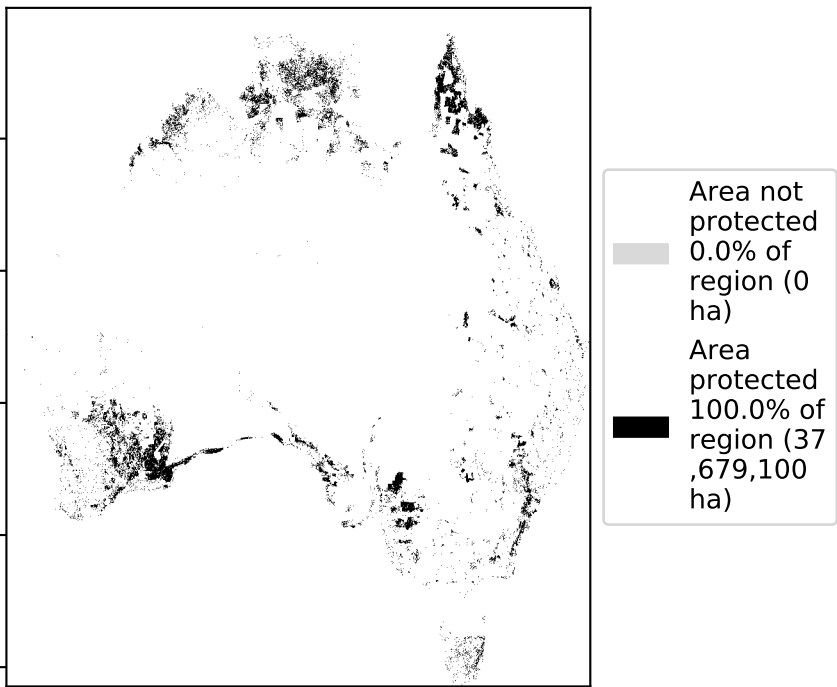 Area not
protected
0.0% of
region (0
ha)
Area
protected
100.0% of
region (37
,679,100
ha)